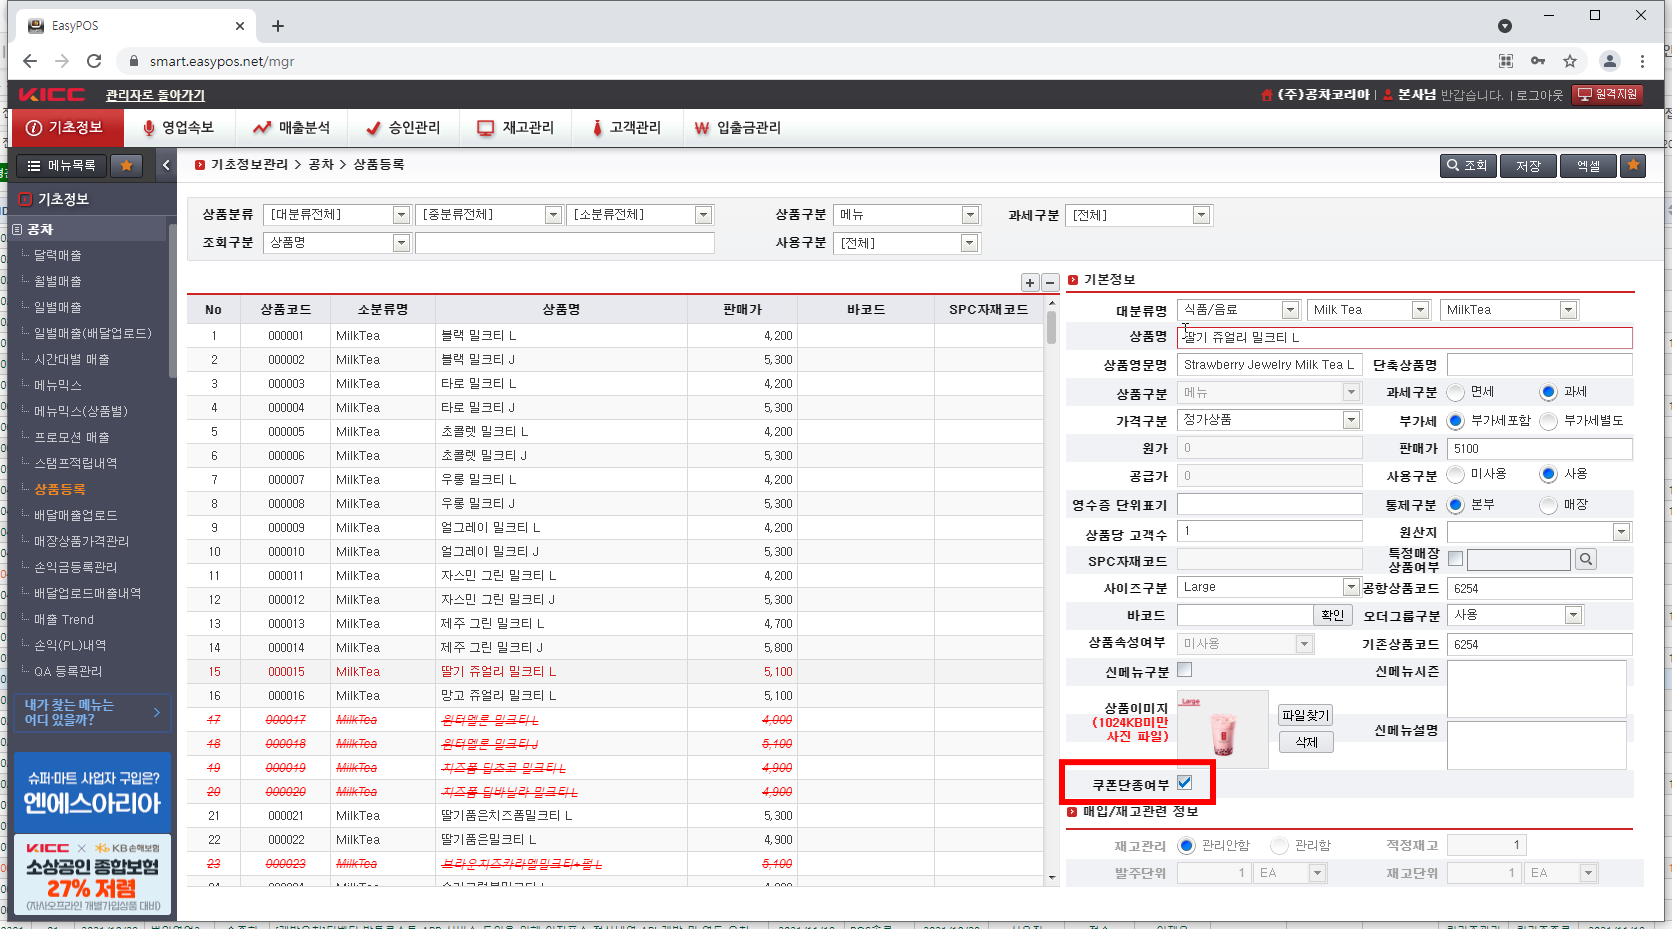 EasyPOS
smart.easypos.net/mgr
KICC 관리자로 돌아가기
(주)공차코리아 | 본사님 반갑습니다. | 로그아웃 원격지원
기초정보 영업속보 매출분석 승인관리 재고관리 고객관리 입출금관리
메뉴목록
기초정보관리 > 공차 > 상품등록
조회 저장 엑셀
기초정보
공차
달력매출
월별매출
일별매출
일별매출(배달업로드)
시간대별 매출
메뉴믹스
메뉴믹스(상품별)
프로모션 매출
스탬프적립내역
상품등록
배달매출업로드
매장상품가격관리
손익금등록관리
배달업로드매출내역
매출 Trend
손익(PL)내역
QA 등록관리
내가 찾는 메뉴는
어디 있을까?
슈퍼·마트 사업자 구입은?
엔에스아리아
KICC × KB손해보험
소상공인 종합보험
27% 저렴
(자사오프라인 개별가입상품 대비)
상품분류 [대분류전체] [중분류전체] [소분류전체] 상품구분 메뉴 과세구분 [전체]
조회구분 상품명 사용구분 [전체]
No 상품코드 소분류명 상품명 판매가 바코드 SPC자재코드
1 000001 MilkTea 블랙 밀크티 L 4,200
2 000002 MilkTea 블랙 밀크티 J 5,300
3 000003 MilkTea 타로 밀크티 L 4,200
4 000004 MilkTea 타로 밀크티 J 5,300
5 000005 MilkTea 초콜렛 밀크티 L 4,200
6 000006 MilkTea 초콜렛 밀크티 J 5,300
7 000007 MilkTea 우롱 밀크티 L 4,200
8 000008 MilkTea 우롱 밀크티 J 5,300
9 000009 MilkTea 얼그레이 밀크티 L 4,200
10 000010 MilkTea 얼그레이 밀크티 J 5,300
11 000011 MilkTea 자스민 그린 밀크티 L 4,200
12 000012 MilkTea 자스민 그린 밀크티 J 5,300
13 000013 MilkTea 제주 그린 밀크티 L 4,700
14 000014 MilkTea 제주 그린 밀크티 J 5,800
15 000015 MilkTea 딸기 쥬얼리 밀크티 L 5,100
16 000016 MilkTea 망고 쥬얼리 밀크티 L 5,100
17 000017 MilkTea 윈터멜론 밀크티 L 4,000
18 000018 MilkTea 윈터멜론 밀크티 J 5,100
19 000019 MilkTea 치즈폼 딥초코 밀크티 L 4,900
20 000020 MilkTea 치즈폼 딥바닐라 밀크티 L 4,900
21 000021 MilkTea 딸기품은치즈폼밀크티 L 5,300
22 000022 MilkTea 딸기품은밀크티 L 4,900
23 000023 MilkTea 브라운치즈카라멜밀크티+펄 L 5,100
기본정보
대분류명 식품/음료 Milk Tea MilkTea
상품명 딸기 쥬얼리 밀크티 L
상품영문명 Strawberry Jewelry Milk Tea L 단축상품명
상품구분 메뉴 과세구분 면세 과세
가격구분 정가상품 부가세 부가세포함 부가세별도
원가 0 판매가 5100
공급가 0 사용구분 미사용 사용
영수증 단위표기 통제구분 본부 매장
상품당 고객수 1 원산지
SPC자재코드 특정매장
상품여부
사이즈구분 Large 공항상품코드 6254
바코드 확인 오더그룹구분 사용
상품속성여부 미사용 기존상품코드 6254
신메뉴구분 신메뉴시즌
상품이미지
(1024KB미만
사진 파일)
Large
파일찾기
삭제
신메뉴설명
쿠폰단종여부
매입/재고관련 정보
재고관리 관리안함 관리함 적정재고 1
발주단위 1 EA 재고단위 1 EA